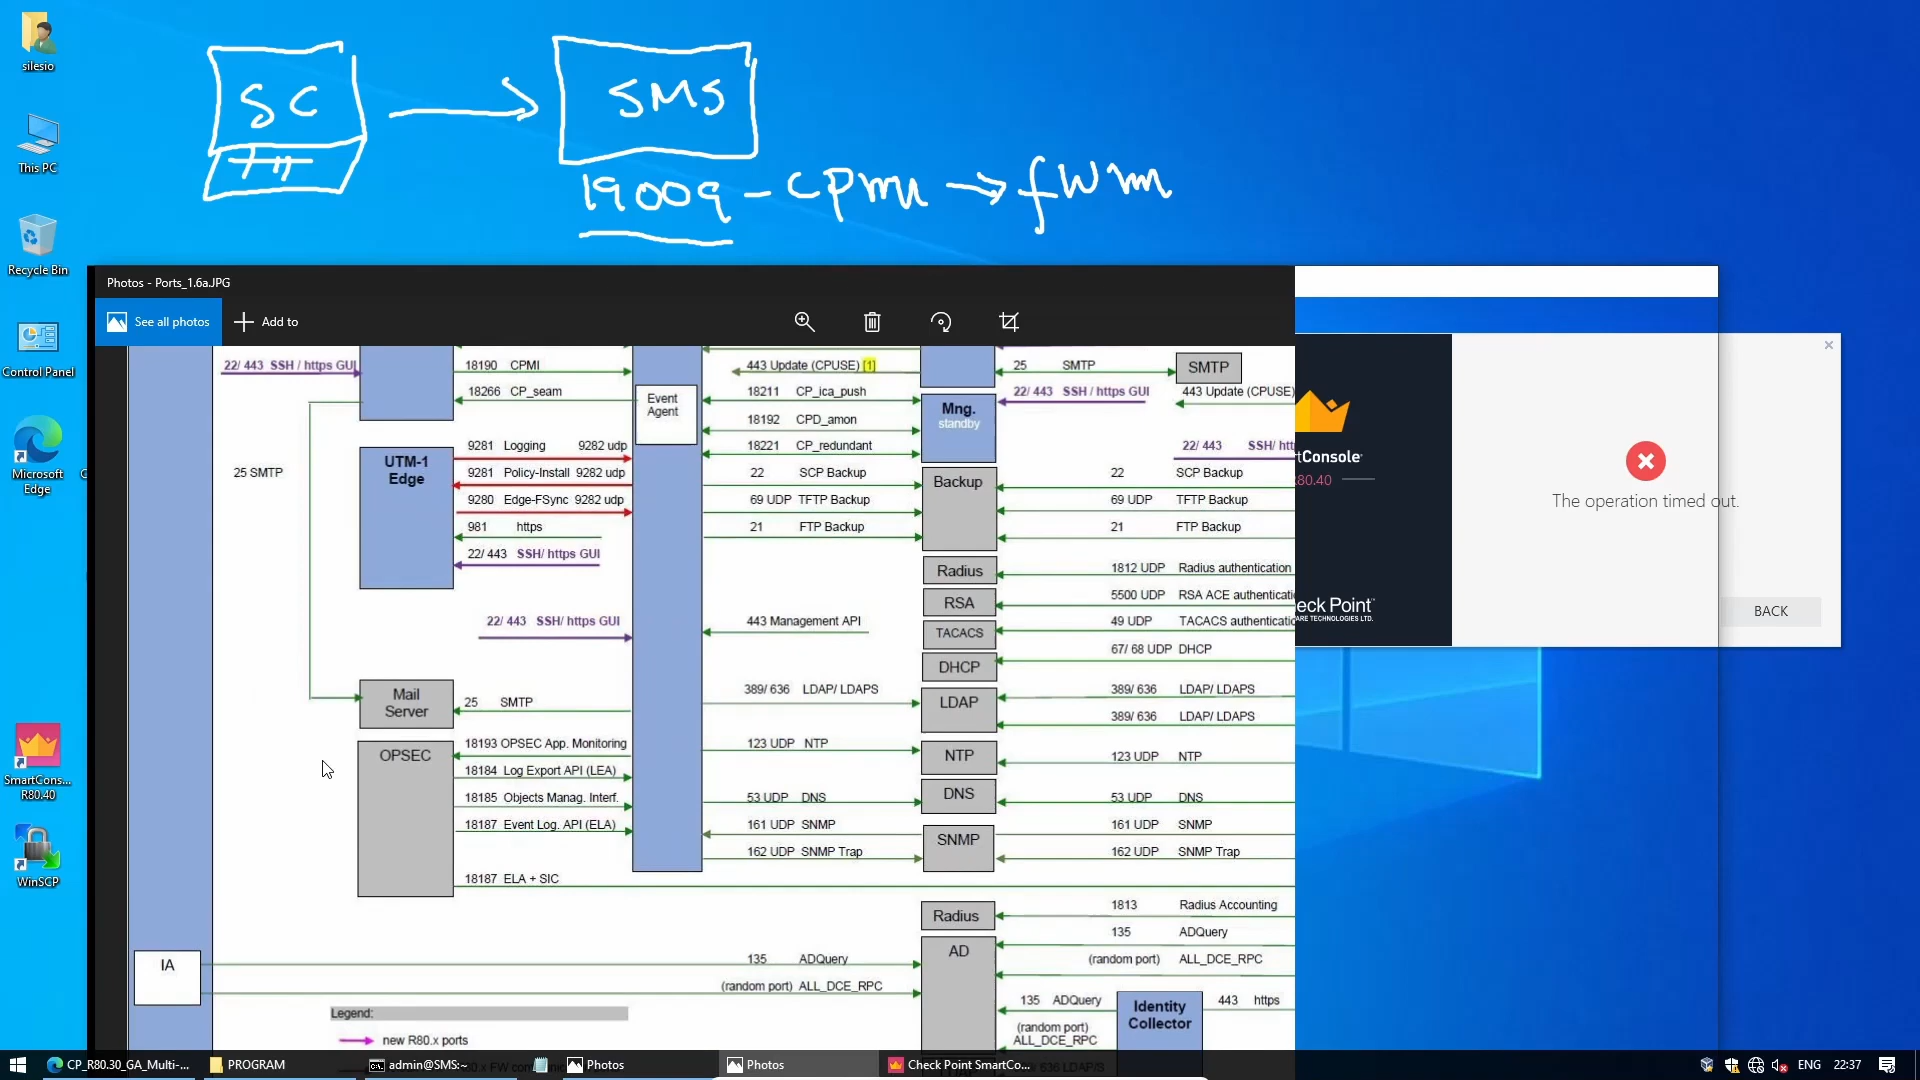 silesio
This PC
Recycle Bin
Control Panel
Microsoft
Edge
C
SmartCons...
R80.40
WinSCP
SC
SMS
19009 - CPMI → fwm
Photos - Ports_1.6a.JPG
See all photos
Add to
22/ 443 SSH / https GUI
18190 CPMI
18266 CP_seam
Event
Agent
443 Update (CPUSE) [1]
18211 CP_ica_push
18192 CPD_amon
18221 CP_redundant
Mng.
standby
25 SMTP
SMTP
22/ 443 SSH / https GUI
443 Update (CPUSE)
25 SMTP
UTM-1
Edge
9281 Logging 9282 udp
9281 Policy-Install 9282 udp
9280 Edge-FSync 9282 udp
981 https
22/ 443 SSH/ https GUI
22 SCP Backup
69 UDP TFTP Backup
21 FTP Backup
Backup
22/ 443
22 SCP Backup
69 UDP TFTP Backup
21 FTP Backup
22/ 443 SSH/ https GUI
443 Management API
Radius
1812 UDP Radius authentication
RSA
5500 UDP RSA ACE authenticati
TACACS
49 UDP TACACS authenticatio
DHCP
67/ 68 UDP DHCP
Mail
Server
25 SMTP
389/ 636 LDAP/ LDAPS
LDAP
389/ 636 LDAP/ LDAPS
389/ 636 LDAP/ LDAPS
OPSEC
18193 OPSEC App. Monitoring
18184 Log Export API (LEA)
18185 Objects Manag. Interf.
18187 Event Log. API (ELA)
18187 ELA + SIC
123 UDP NTP
NTP
123 UDP NTP
53 UDP DNS
DNS
53 UDP DNS
161 UDP SNMP
162 UDP SNMP Trap
SNMP
161 UDP SNMP
162 UDP SNMP Trap
Radius
1813 Radius Accounting
IA
135 ADQuery
(random port) ALL_DCE_RPC
AD
135 ADQuery
(random port) ALL_DCE_RPC
135 ADQuery
(random port)
ALL_DCE_RPC
Identity
Collector
443 https
Legend:
new R80.x ports
tConsole
R80.40
eck Point
ARE TECHNOLOGIES LTD.
The operation timed out.
BACK
CP_R80.30_GA_Multi-...
PROGRAM
admin@SMS:~
Photos
Photos
Check Point SmartCo...
ENG
22:37